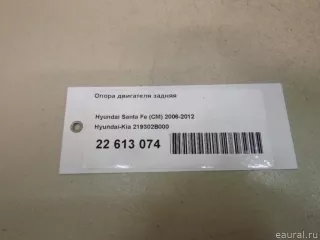 Опора двигателя задняя
Hyundai Santa Fe (CM) 2006-2012
Hyundai-Kia 219302B000
22 613 074
eaural.ru